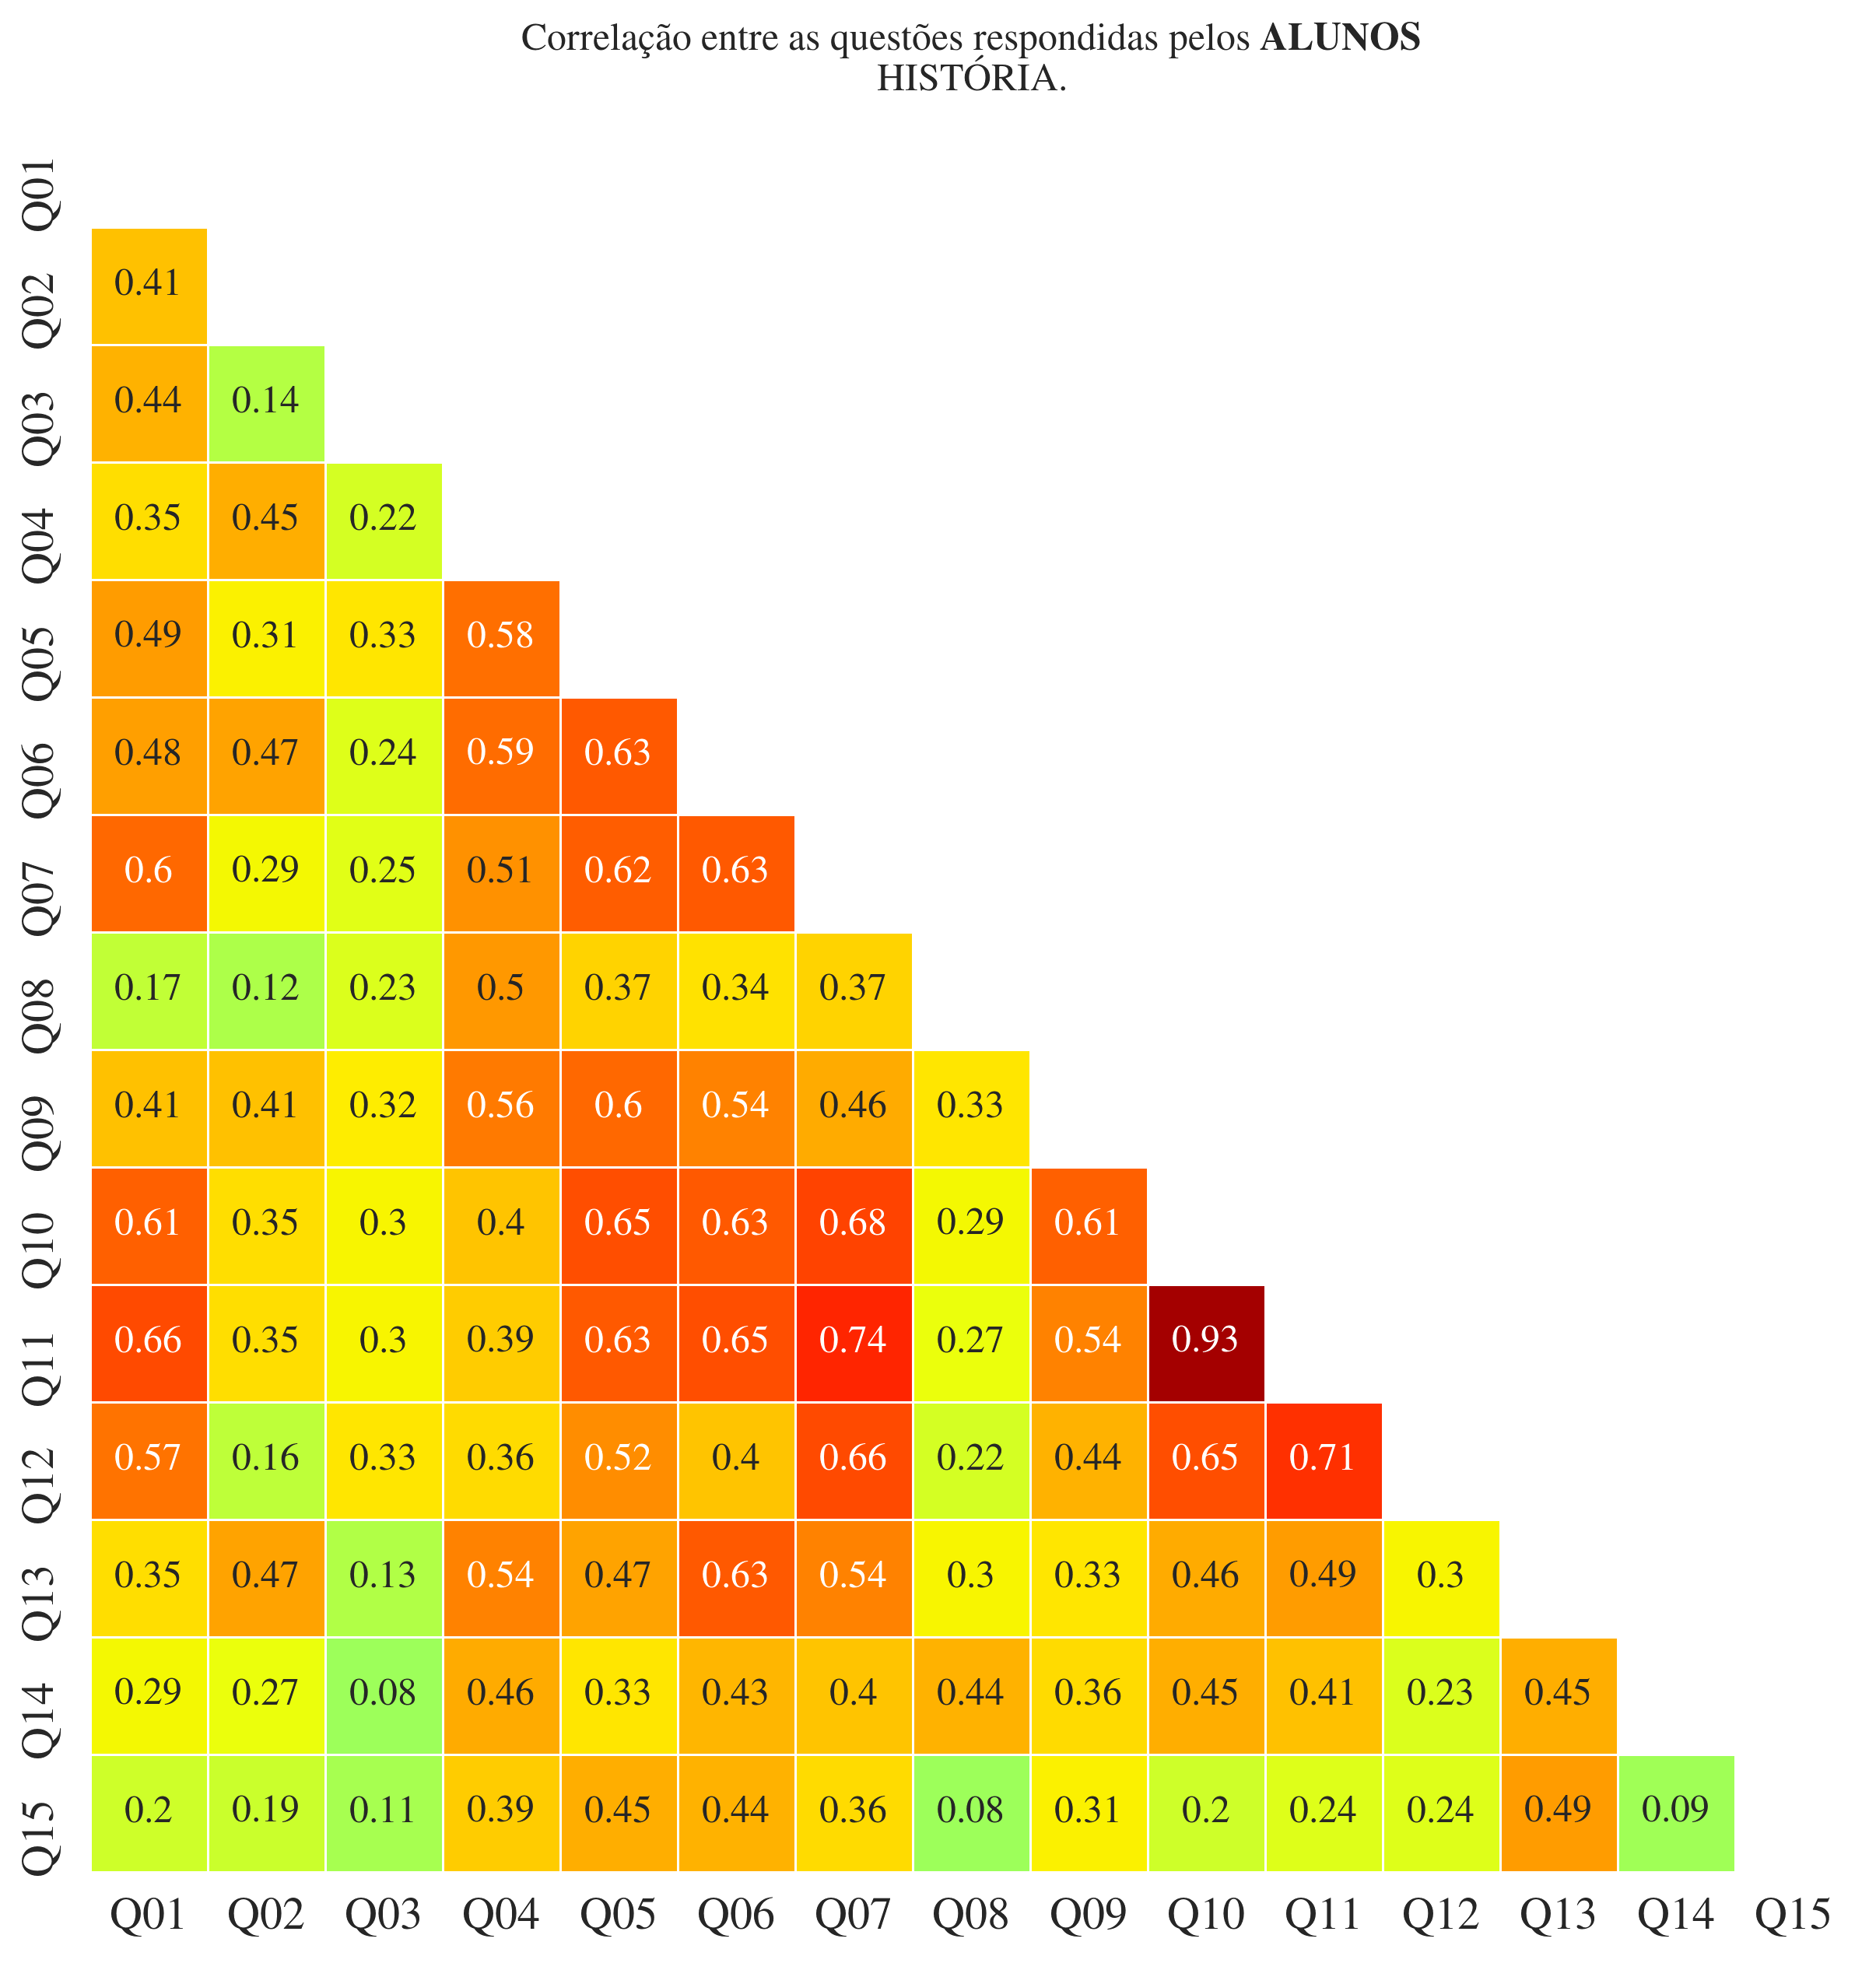 Correlação entre as questões respondidas pelos ALUNOS
HISTÓRIA.
Q01
Q02 0.41
Q03 0.44 0.14
Q04 0.35 0.45 0.22
Q05 0.49 0.31 0.33 0.58
Q06 0.48 0.47 0.24 0.59 0.63
Q07 0.6 0.29 0.25 0.51 0.62 0.63
Q08 0.17 0.12 0.23 0.5 0.37 0.34 0.37
Q09 0.41 0.41 0.32 0.56 0.6 0.54 0.46 0.33
Q10 0.61 0.35 0.3 0.4 0.65 0.63 0.68 0.29 0.61
Q11 0.66 0.35 0.3 0.39 0.63 0.65 0.74 0.27 0.54 0.93
Q12 0.57 0.16 0.33 0.36 0.52 0.4 0.66 0.22 0.44 0.65 0.71
Q13 0.35 0.47 0.13 0.54 0.47 0.63 0.54 0.3 0.33 0.46 0.49 0.3
Q14 0.29 0.27 0.08 0.46 0.33 0.43 0.4 0.44 0.36 0.45 0.41 0.23 0.45
Q15 0.2 0.19 0.11 0.39 0.45 0.44 0.36 0.08 0.31 0.2 0.24 0.24 0.49 0.09
Q01 Q02 Q03 Q04 Q05 Q06 Q07 Q08 Q09 Q10 Q11 Q12 Q13 Q14 Q15